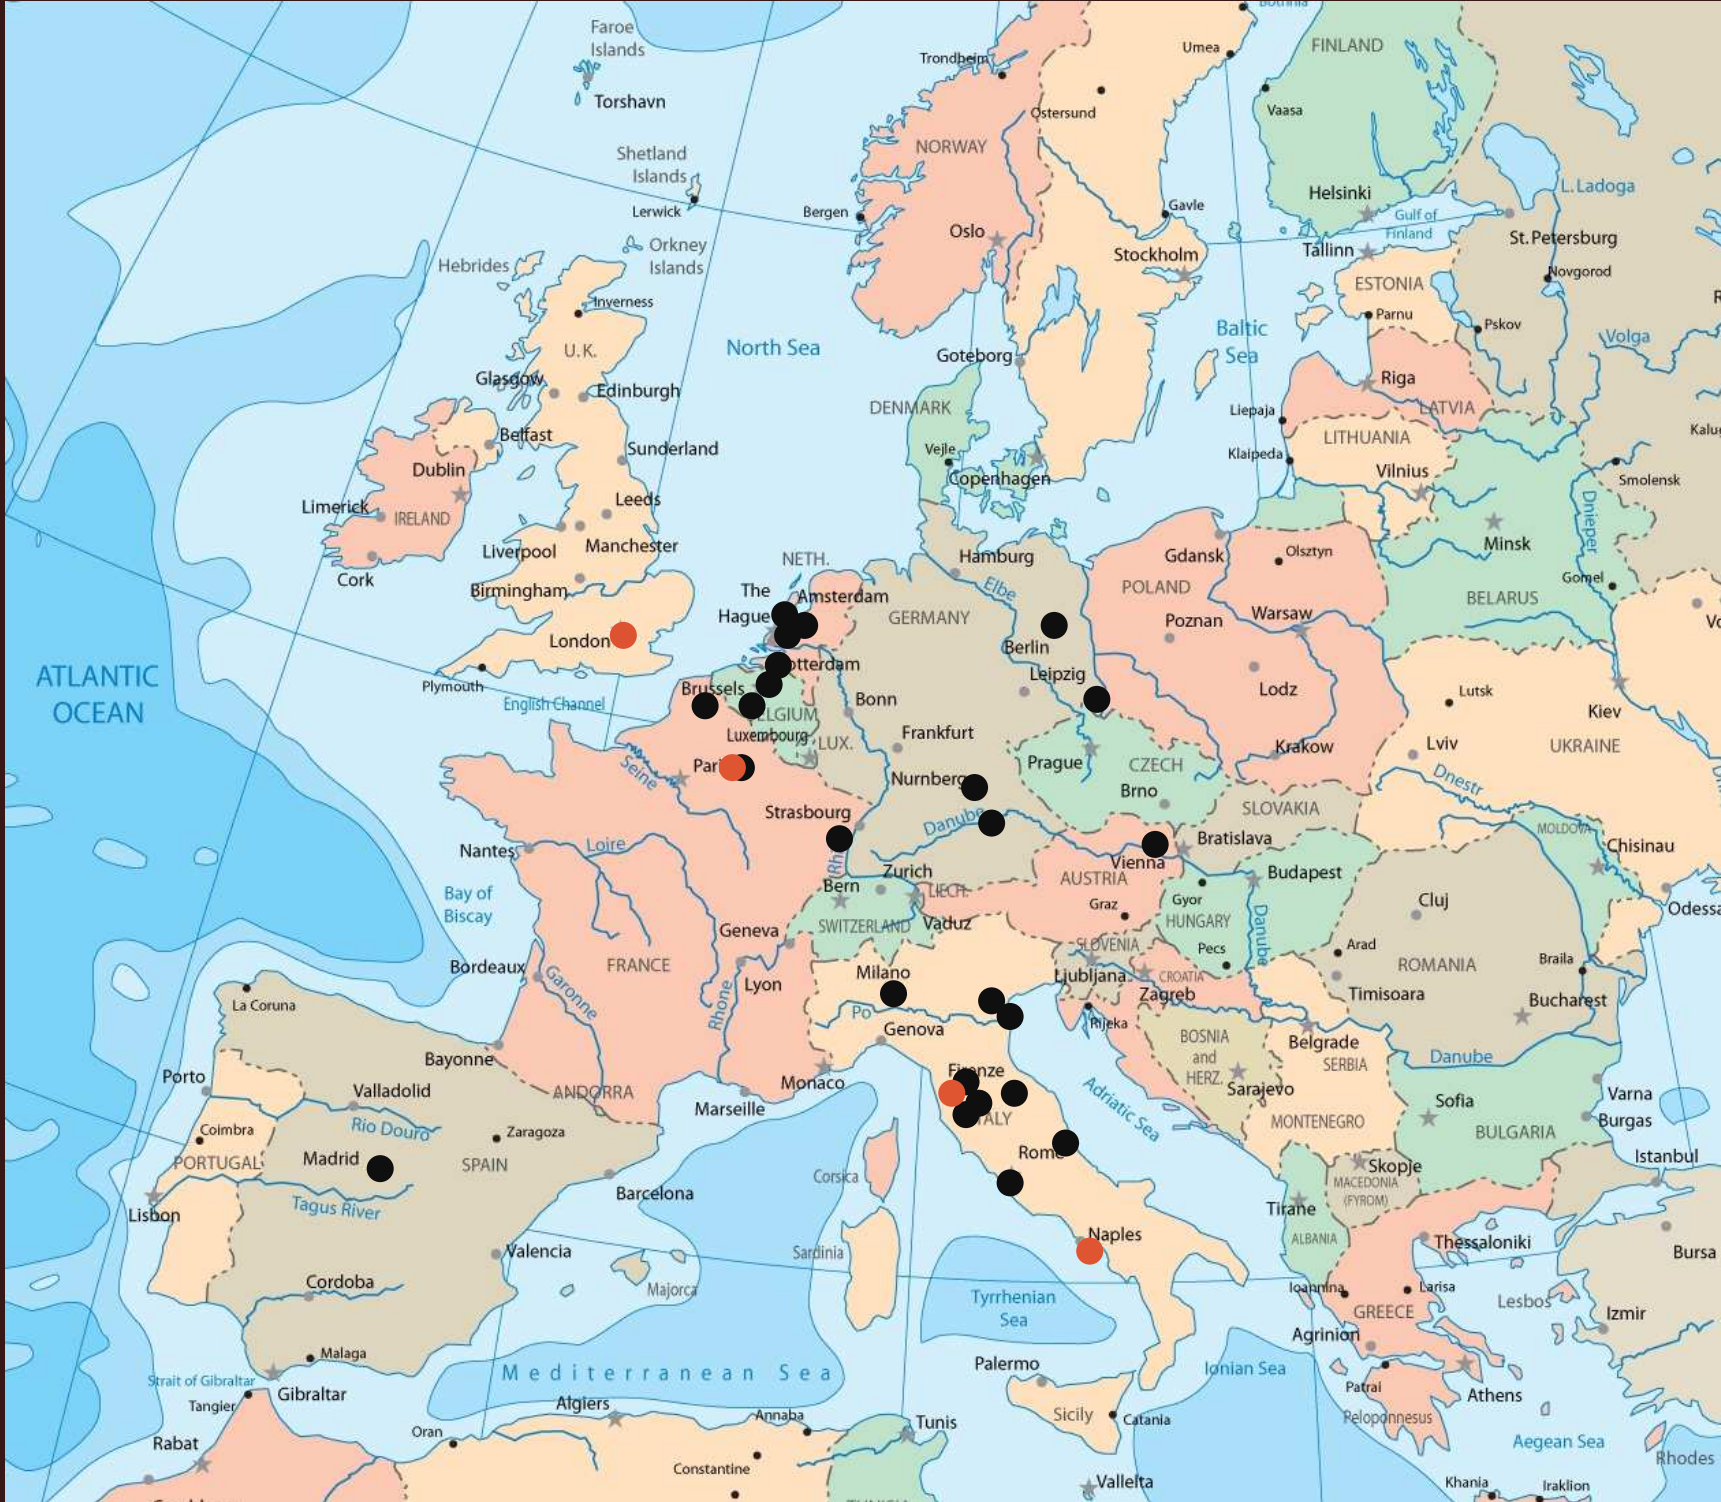 Faroe
Islands
Torshavn
Shetland
Islands
Lerwick
Orkney
Islands
Hebrides
Inverness
U.K.
Glasgow
Edinburgh
Belfast
Sunderland
Dublin
Limerick
IRELAND
Leeds
Liverpool
Manchester
Cork
Birmingham
London
Plymouth
English Channel
North Sea
Trondheim
Umea
Bothnia
FINLAND
Ostersund
Vaasa
NORWAY
Helsinki
L. Ladoga
Bergen
Oslo
Gavle
Gulf of
Finland
St. Petersburg
Stockholm
Tallinn
Novgorod
ESTONIA
Parnu
Pskov
Baltic
Sea
Volga
Goteborg
Riga
LATVIA
DENMARK
Liepaja
LITHUANIA
Vejle
Klaipeda
Vilnius
Smolensk
Copenhagen
Dnieper
Minsk
Gdansk
Olsztyn
Gomel
POLAND
BELARUS
Hamburg
Elbe
NETH.
The
Hague
Amsterdam
GERMANY
Warsaw
Poznan
Berlin
Rotterdam
Leipzig
Lodz
Lutsk
Kiev
Brussels
Bonn
BELGIUM
Luxembourg
LUX.
Frankfurt
Krakow
Lviv
UKRAINE
Prague
CZECH
Seine
Nurnberg
Brno
Dnestr
SLOVAKIA
Strasbourg
Danube
Bratislava
MOLDOVA
Chisinau
Vienna
Nantes
Loire
Zurich
Bern
LIECH.
AUSTRIA
Budapest
Bay of
Biscay
Gyor
Graz
HUNGARY
Cluj
Odessa
SWITZERLAND
Vaduz
Geneva
SLOVENIA
Pecs
Danube
Arad
Bordeaux
FRANCE
Milano
Ljubljana
CROATIA
ROMANIA
Braila
Garonne
Lyon
Rhone
Zagreb
Timisoara
Bucharest
La Coruna
Po
Genova
Rijeka
BOSNIA
and
HERZ.
Belgrade
SERBIA
Danube
Bayonne
Porto
Valladolid
ANDORRA
Monaco
Firenze
Sarajevo
Varna
Marseille
Adriatic Sea
Sofia
Burgas
Rio Douro
Coimbra
Zaragoza
ITALY
MONTENEGRO
BULGARIA
PORTUGAL
Madrid
SPAIN
Rome
Skopje
Istanbul
Corsica
MACEDONIA
(FYROM)
Barcelona
Tagus River
Lisbon
Tirane
ALBANIA
Naples
Thessaloniki
Valencia
Sardinia
Bursa
Majorca
Cordoba
Ioannina
Larisa
Tyrrhenian
Sea
GREECE
Lesbos
Izmir
Agrinion
Malaga
Palermo
Ionian Sea
Mediterranean Sea
Strait of Gibraltar
Gibraltar
Patrai
Athens
Tangier
Algiers
Annaba
Tunis
Sicily
Catania
Peloponnesus
Oran
Aegean Sea
Rabat
Constantine
Rhodes
Valletta
Khania
Iraklion
ATLANTIC
OCEAN